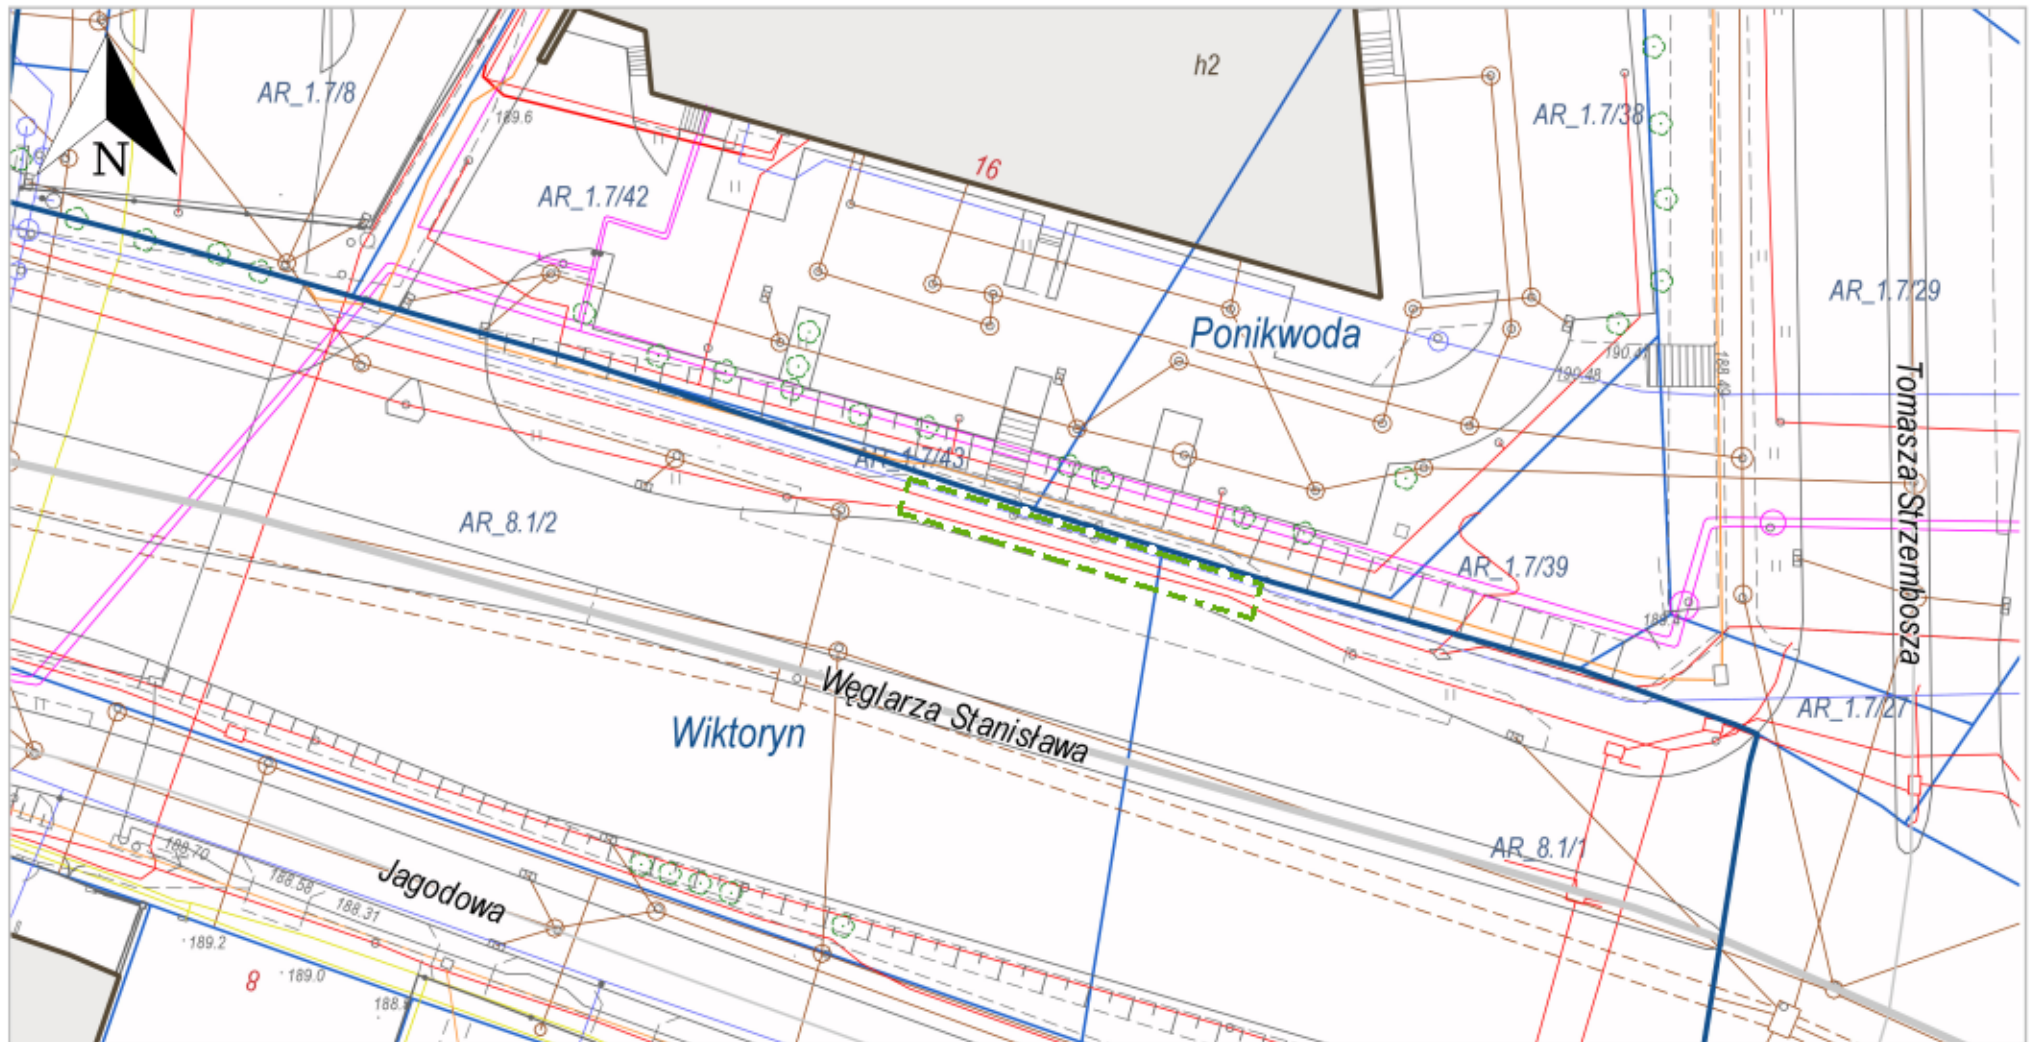 h2
AR_1.7/8
189.6
AR_1.7/38
N
16
AR_1.7/42
AR_1.7/29
Ponikwoda
190.48
188.49
Tomasza Strzembosza
AR_1.7/43
AR_8.1/2
AR_1.7/39
Węglarza Stanisława
Wiktoryn
AR_1.7/27
AR_8.1/1
188.70
Jagodowa
188.58
188.31
189.2
189.0
8